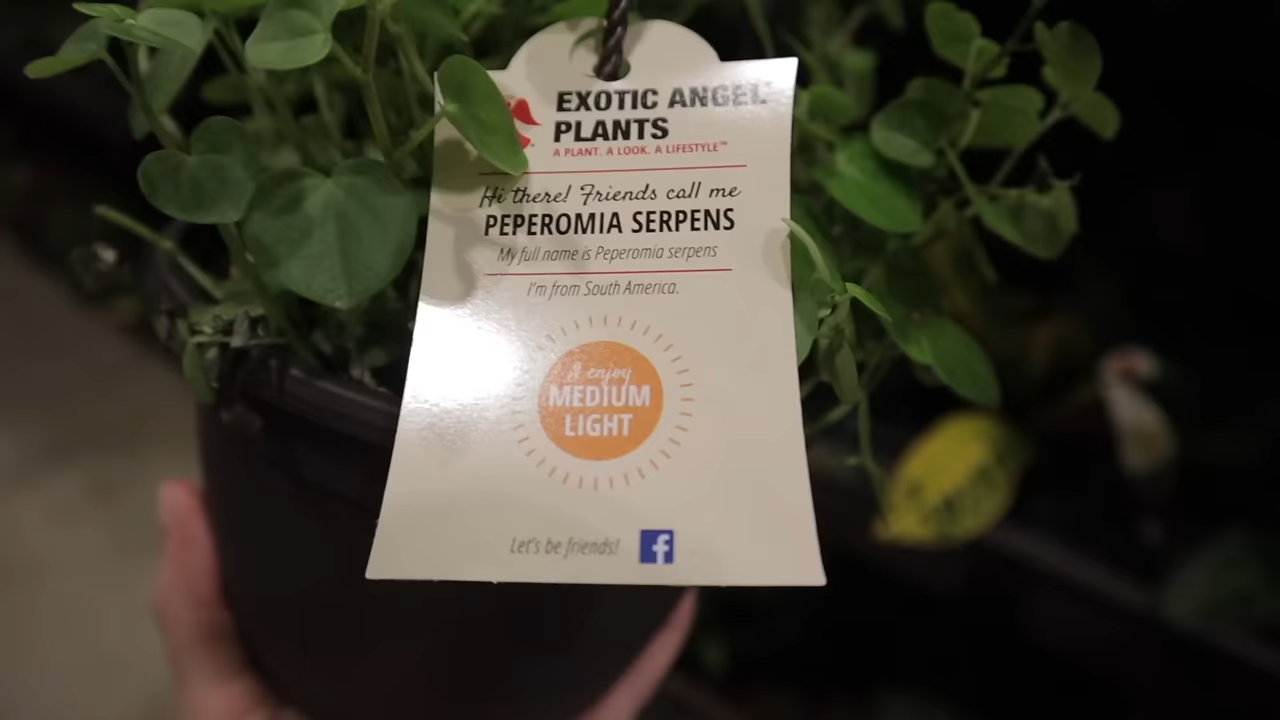 EXOTIC ANGEL
PLANTS
A PLANT. A LOOK. A LIFESTYLE™
Hi there! Friends call me
PEPEROMIA SERPENS
My full name is Peperomia serpens
I'm from South America.
I enjoy
MEDIUM
LIGHT
Let's be friends! f